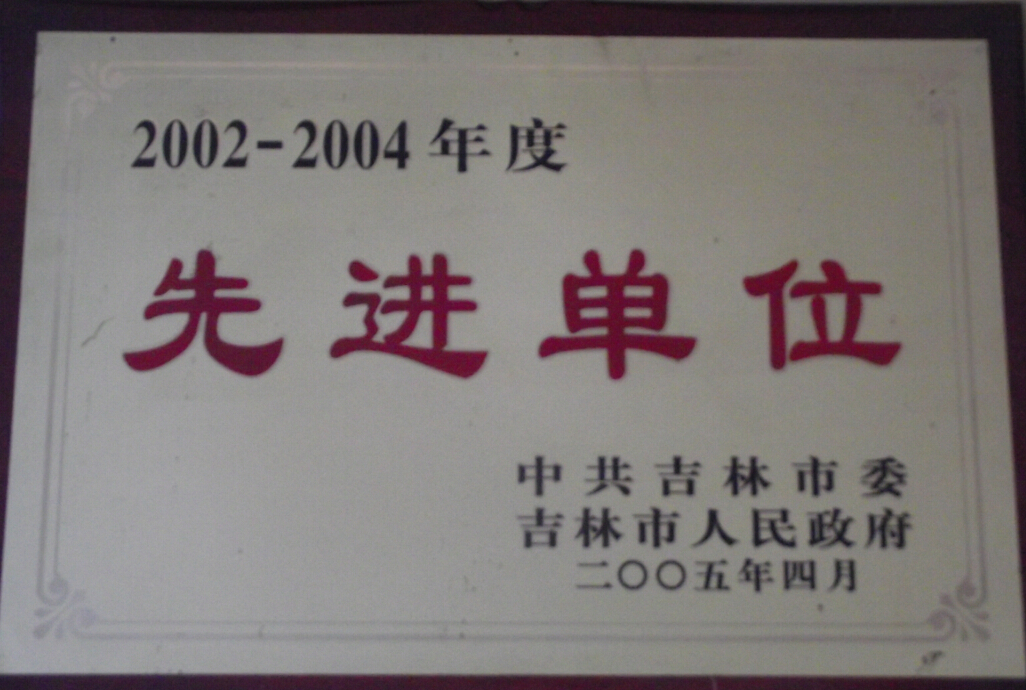 2002-2004年度
先进单位
中共吉林市委
吉林市人民政府
二〇〇五年四月